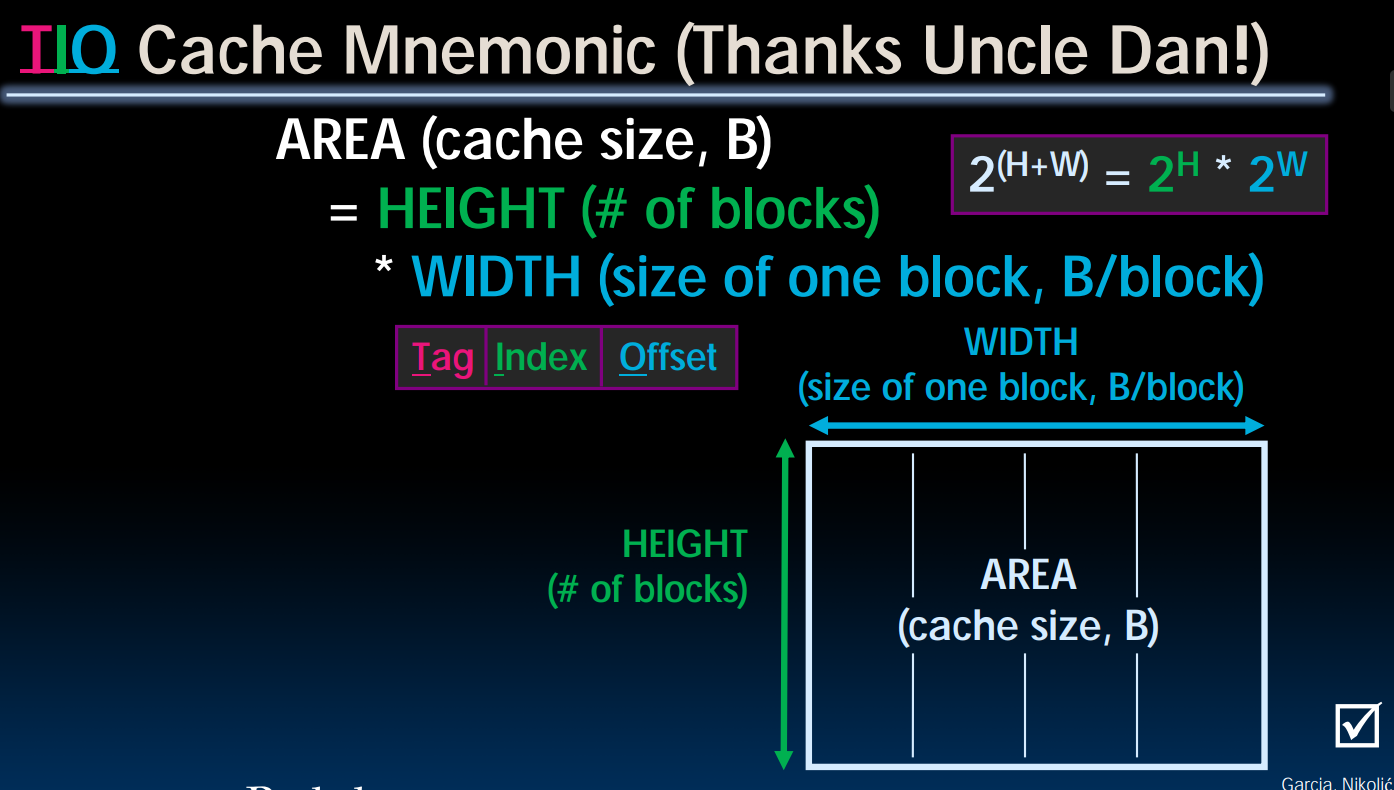 TIO Cache Mnemonic (Thanks Uncle Dan!)
AREA (cache size, B)
= HEIGHT (# of blocks)
* WIDTH (size of one block, B/block)
2^(H+W) = 2^H * 2^W
Tag Index Offset
WIDTH
(size of one block, B/block)
HEIGHT
(# of blocks)
AREA
(cache size, B)
Garcia, Nikolić